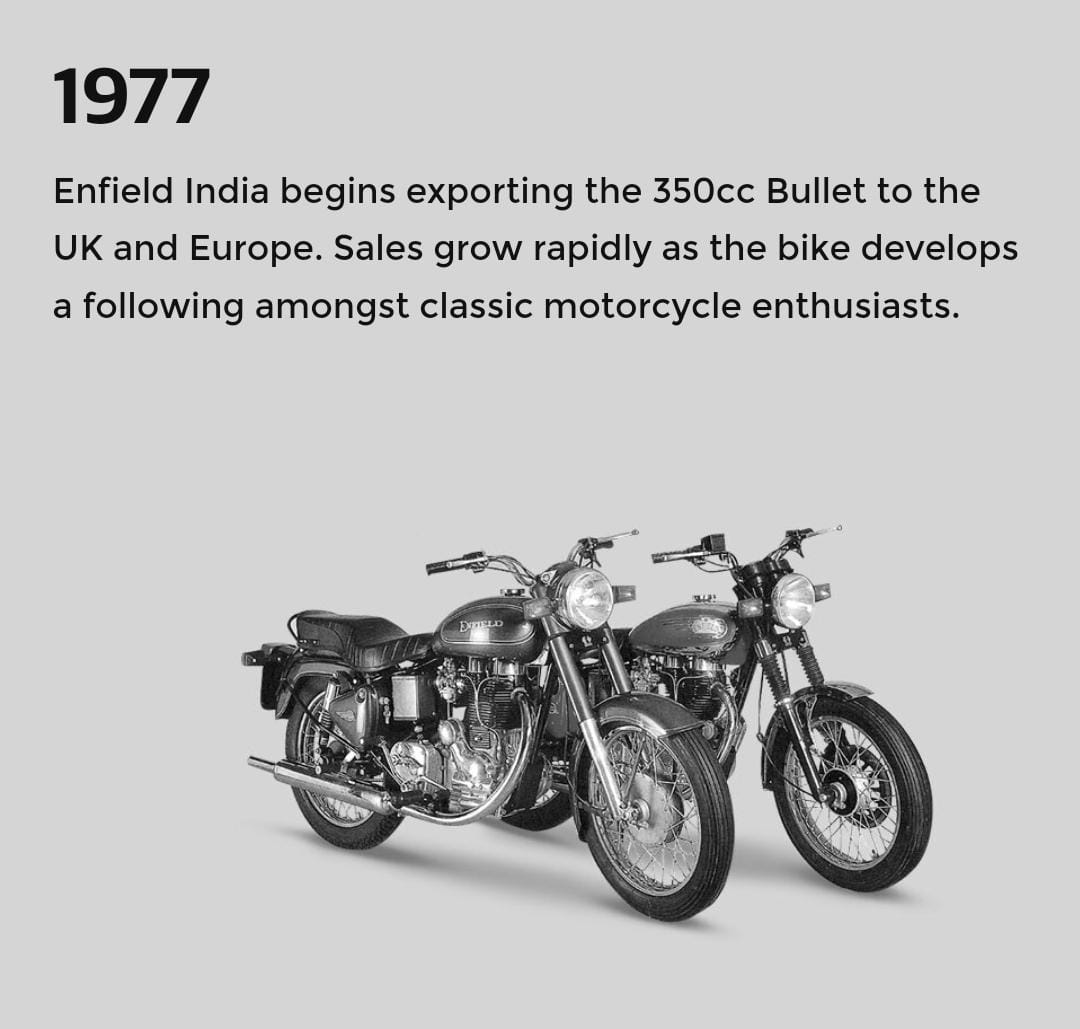 1977
Enfield India begins exporting the 350cc Bullet to the
UK and Europe. Sales grow rapidly as the bike develops
a following amongst classic motorcycle enthusiasts.
ENFIELD